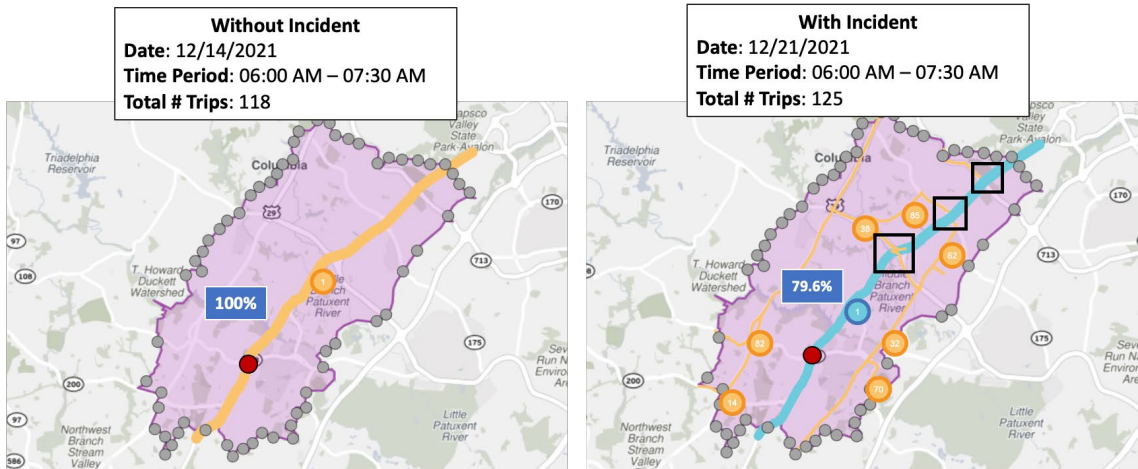 Without Incident
Date: 12/14/2021
Time Period: 06:00 AM – 07:30 AM
Total # Trips: 118
With Incident
Date: 12/21/2021
Time Period: 06:00 AM – 07:30 AM
Total # Trips: 125
Valley
State
Park-Avalon
Triadelphia
Reservoir
Columbia
29
170
97
108
713
T. Howard
Duckett
Watershed
100%
1
Branch
Patuxent
River
175
200
97
Little
Patuxent
River
Northwest
Branch
Stream
Valley
586
Valley
State
Park-Avalon
Triadelphia
Reservoir
Columbia
170
38
85
62
713
T. Howard
Duckett
Watershed
79.6%
1
Branch
Patuxent
River
82
32
175
200
14
70
Little
Patuxent
River
Northwest
Branch
Stream
Valley